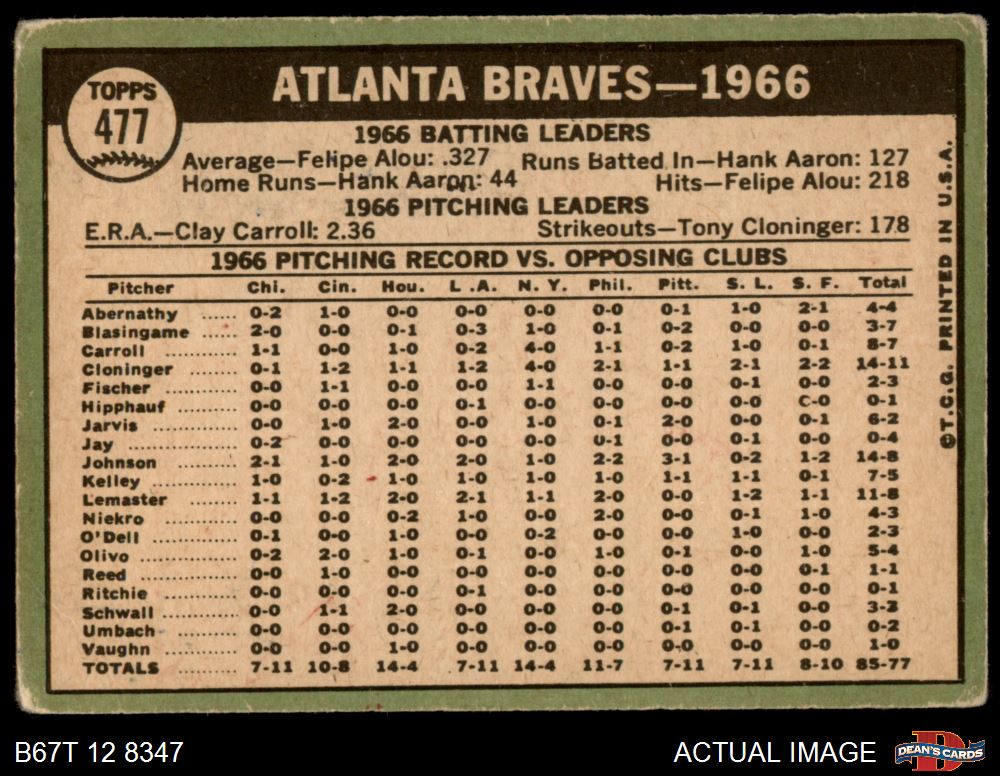 ATLANTA BRAVES—1966
TOPPS
477
1966 BATTING LEADERS
Average—Felipe Alou: .327 Runs Batted In—Hank Aaron: 127
Home Runs—Hank Aaron: 44 Hits—Felipe Alou: 218
1966 PITCHING LEADERS
E.R.A.—Clay Carroll: 2.36 Strikeouts—Tony Cloninger: 178
1966 PITCHING RECORD VS. OPPOSING CLUBS
Pitcher Chi. Cin. Hou. L.A. N.Y. Phil. Pitt. S.L. S.F. Total
Abernathy ...... 0-2 1-0 0-0 0-0 0-0 0-0 0-1 1-0 2-1 4-4
Blasingame ...... 2-0 0-0 0-1 0-3 1-0 0-1 0-2 0-0 0-0 3-7
Carroll ............ 1-1 0-0 1-0 0-2 4-0 1-1 0-2 1-0 0-1 8-7
Cloninger ......... 0-1 1-2 1-1 1-2 4-0 2-1 1-1 2-1 2-2 14-11
Fischer ............ 0-0 1-1 0-0 0-0 1-1 0-0 0-0 0-1 0-0 2-3
Hipphauf ......... 0-0 0-0 0-0 0-1 0-0 0-0 0-0 0-0 0-0 0-1
Jarvis ............ 0-0 1-0 2-0 0-0 1-0 0-1 2-0 0-0 0-1 6-2
Jay ............... 0-2 0-0 0-0 0-0 0-0 0-1 0-0 0-1 0-0 0-4
Johnson ......... 2-1 1-0 2-0 2-0 1-0 2-2 3-1 0-2 1-2 14-8
Kelley ............ 1-0 0-2 1-0 1-0 1-0 1-0 1-1 1-1 0-1 7-5
Lemaster ......... 1-1 1-2 2-0 2-1 1-1 2-0 0-0 1-2 1-1 11-8
Niekro ............ 0-0 0-0 0-2 1-0 0-0 2-0 0-0 0-1 1-0 4-3
O'Dell ............ 0-1 0-0 1-0 0-0 0-2 0-0 0-0 1-0 0-0 2-3
Olivo ............ 0-2 2-0 1-0 0-1 0-0 1-0 0-1 0-0 1-0 5-4
Reed ............ 0-0 1-0 0-0 0-0 0-0 0-0 0-0 0-0 0-1 1-1
Ritchie ............ 0-0 0-0 0-0 0-1 0-0 0-0 0-0 0-0 0-0 0-1
Schwall ............ 0-0 1-1 2-0 0-0 0-0 0-0 0-1 0-1 0-0 3-3
Umbach ......... 0-0 0-0 0-0 0-0 0-0 0-0 0-1 0-1 0-0 0-2
Vaughn ............ 0-0 0-0 1-0 0-0 0-0 0-0 0-0 0-0 0-0 1-0
TOTALS ......... 7-11 10-8 14-4 7-11 14-4 11-7 7-11 7-11 8-10 85-77
©T.C.G. PRINTED IN U.S.A.
B67T 12 8347
ACTUAL IMAGE
DEAN'S CARDS